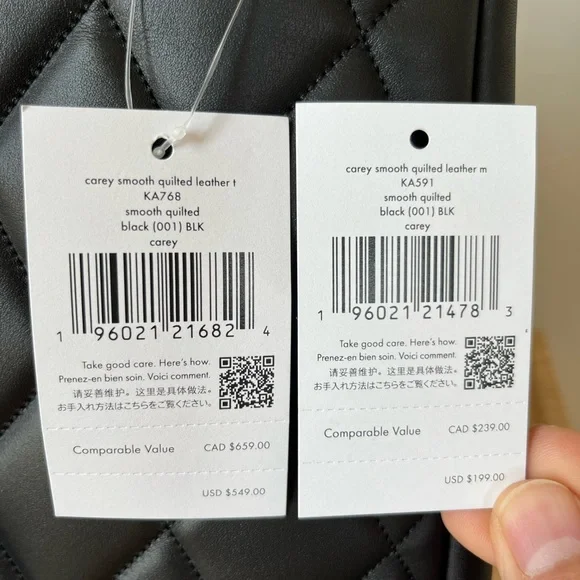 carey smooth quilted leather t
KA768
smooth quilted
black (001) BLK
carey
1 96021 21682 4
Take good care. Here's how.
Prenez-en bien soin. Voici comment.
请妥善维护。这里是具体做法。
お手入れ方法はこちらをご覧ください。
Comparable Value CAD $659.00
USD $549.00
carey smooth quilted leather m
KA591
smooth quilted
black (001) BLK
carey
1 96021 21478 3
Take good care. Here's how.
Prenez-en bien soin. Voici comment.
请妥善维护。这里是具体做法。
お手入れ方法はこちらをご覧ください。
Comparable Value CAD $239.00
USD $199.00